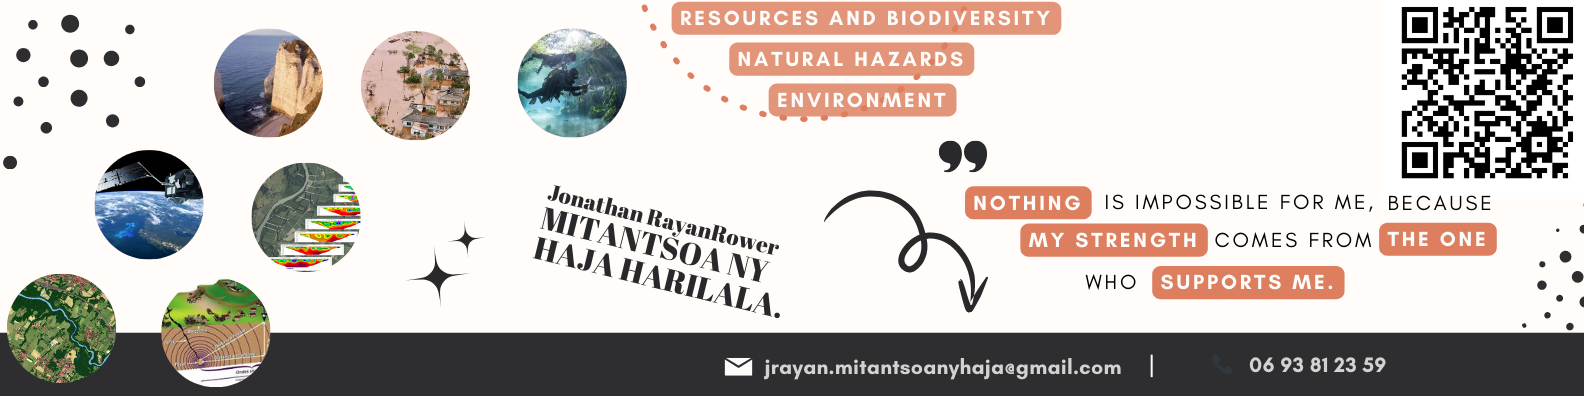 RESOURCES AND BIODIVERSITY
NATURAL HAZARDS
ENVIRONMENT
”
NOTHING IS IMPOSSIBLE FOR ME, BECAUSE
MY STRENGTH COMES FROM THE ONE
WHO SUPPORTS ME.
Jonathan RayanRower
MITANTSOA NY
HAJA HARILALA.
jrayan.mitantsoanyhaja@gmail.com | 06 93 81 23 59